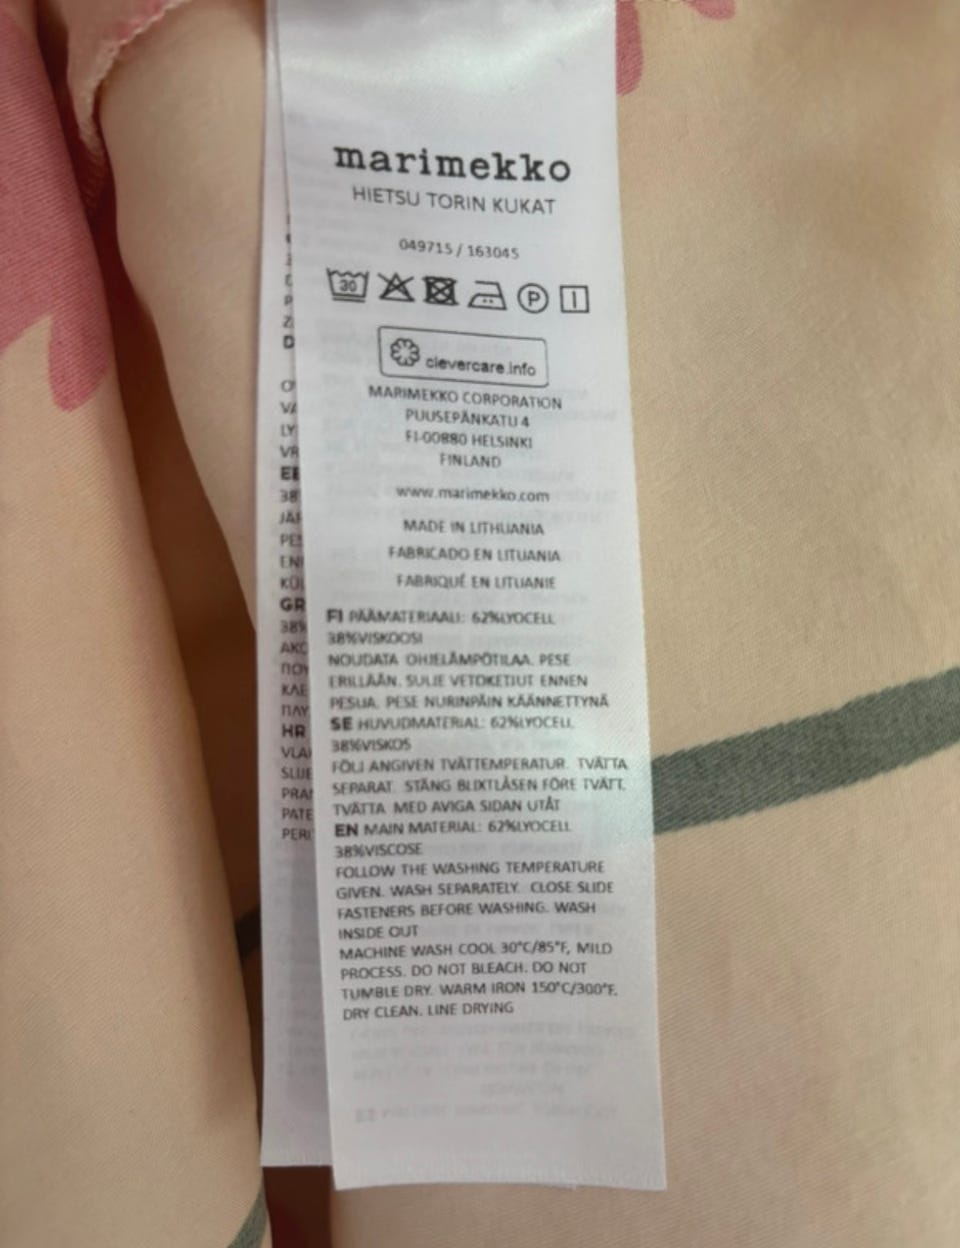 marimekko
HIETSU TORIN KUKAT
049715 / 163045
30
P
clevercare.info
MARIMEKKO CORPORATION
PUUSEPÄNKATU 4
FI-00880 HELSINKI
FINLAND
www.marimekko.com
MADE IN LITHUANIA
FABRICADO EN LITUANIA
FABRIQUÉ EN LITUANIE
FI PÄÄMATERIAALI: 62%LYOCELL
38%VISKOOSI
NOUDATA OHJELÄMPÖTILAA. PESE
ERILLÄÄN. SULJE VETOKETJUT ENNEN
PESUA. PESE NURINPÄIN KÄÄNNETTYNÄ
SE HUVUDMATERIAL: 62%LYOCELL
38%VISKOS
FÖLJ ANGIVEN TVÄTTEMPERATUR. TVÄTTA
SEPARAT. STÄNG BLIXTLÅSEN FÖRE TVÄTT.
TVÄTTA MED AVIGA SIDAN UTÅT
EN MAIN MATERIAL: 62%LYOCELL
38%VISCOSE
FOLLOW THE WASHING TEMPERATURE
GIVEN. WASH SEPARATELY. CLOSE SLIDE
FASTENERS BEFORE WASHING. WASH
INSIDE OUT
MACHINE WASH COOL 30°C/85°F, MILD
PROCESS. DO NOT BLEACH. DO NOT
TUMBLE DRY. WARM IRON 150°C/300°F.
DRY CLEAN. LINE DRYING